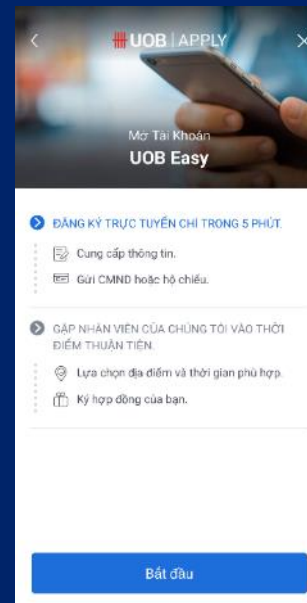 UOB | APPLY
Mở Tài Khoản
UOB Easy
ĐĂNG KÝ TRỰC TUYẾN CHỈ TRONG 5 PHÚT.
Cung cấp thông tin.
Gửi CMND hoặc hộ chiếu.
GẶP NHÂN VIÊN CỦA CHÚNG TÔI VÀO THỜI
ĐIỂM THUẬN TIỆN.
Lựa chọn địa điểm và thời gian phù hợp.
Ký hợp đồng của bạn.
Bắt đầu